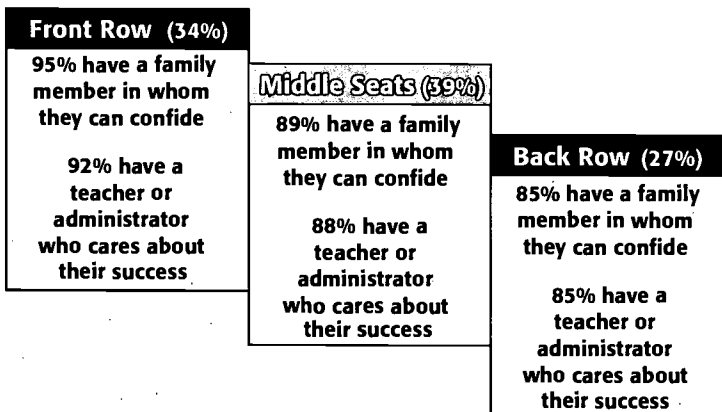 Front Row (34%)
95% have a family
member in whom
they can confide
92% have a
teacher or
administrator
who cares about
their success
Middle Seats (39%)
89% have a family
member in whom
they can confide
88% have a
teacher or
administrator
who cares about
their success
Back Row (27%)
85% have a family
member in whom
they can confide
85% have a
teacher or
administrator
who cares about
their success